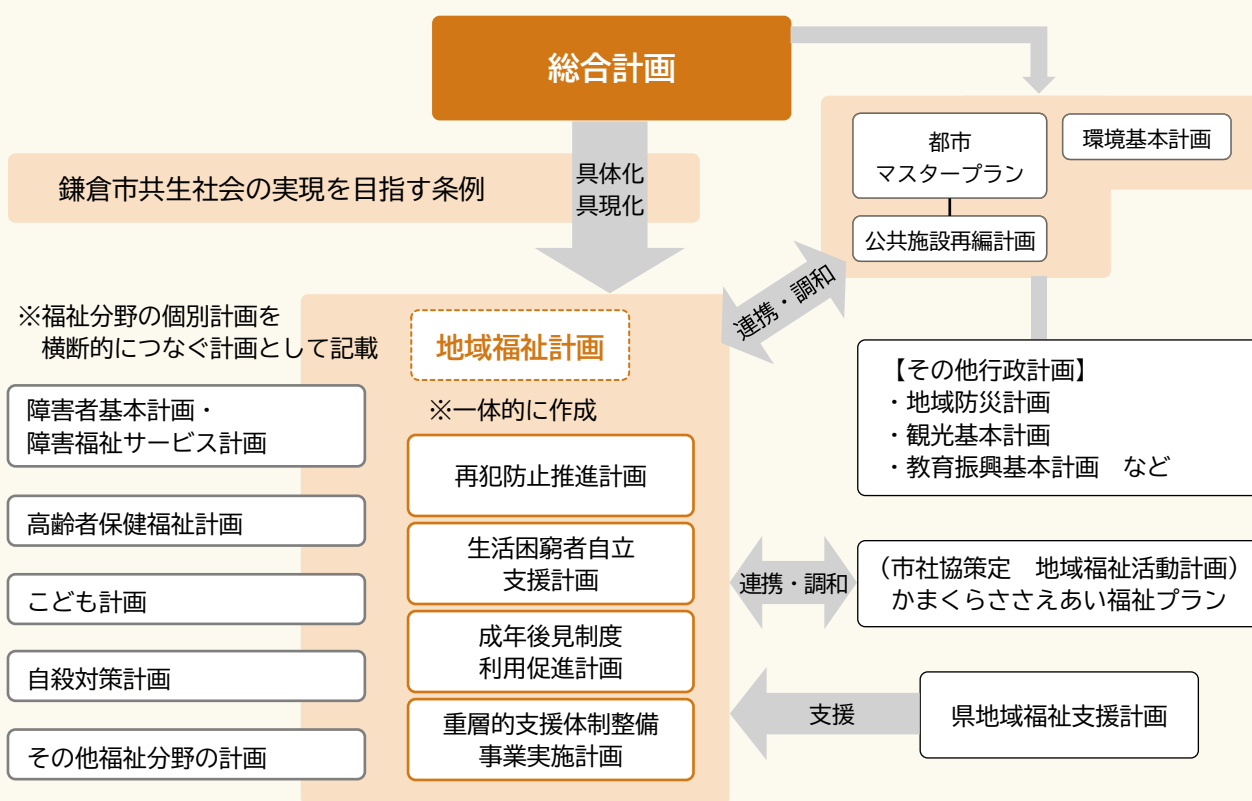 総合計画
都市
マスタープラン
環境基本計画
公共施設再編計画
鎌倉市共生社会の実現を目指す条例
具体化
具現化
連携・調和
※福祉分野の個別計画を
横断的につなぐ計画として記載
障害者基本計画・
障害福祉サービス計画
高齢者保健福祉計画
こども計画
自殺対策計画
その他福祉分野の計画
地域福祉計画
※一体的に作成
再犯防止推進計画
生活困窮者自立
支援計画
成年後見制度
利用促進計画
重層的支援体制整備
事業実施計画
【その他行政計画】
・地域防災計画
・観光基本計画
・教育振興基本計画　など
連携・調和
（市社協策定　地域福祉活動計画）
かまくらささえあい福祉プラン
支援
県地域福祉支援計画